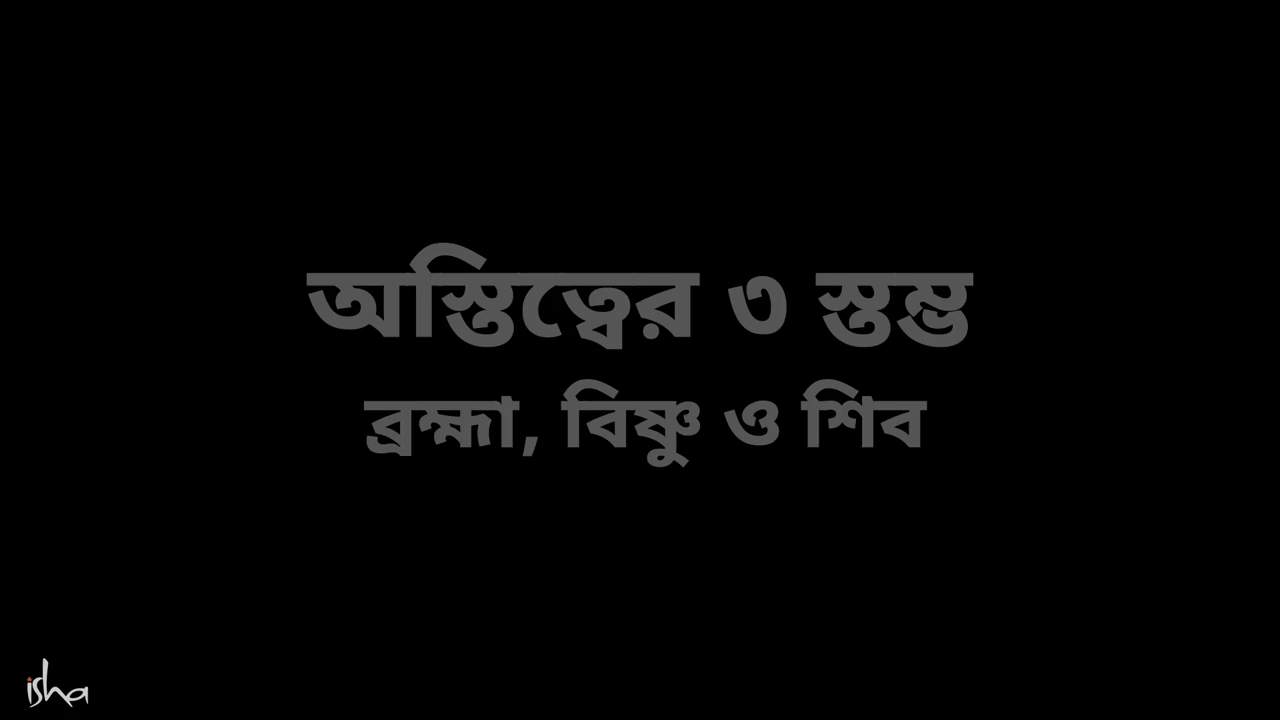 অস্তিত্বের ৩ স্তম্ভ
ব্রহ্মা, বিষ্ণু ও শিব
isha